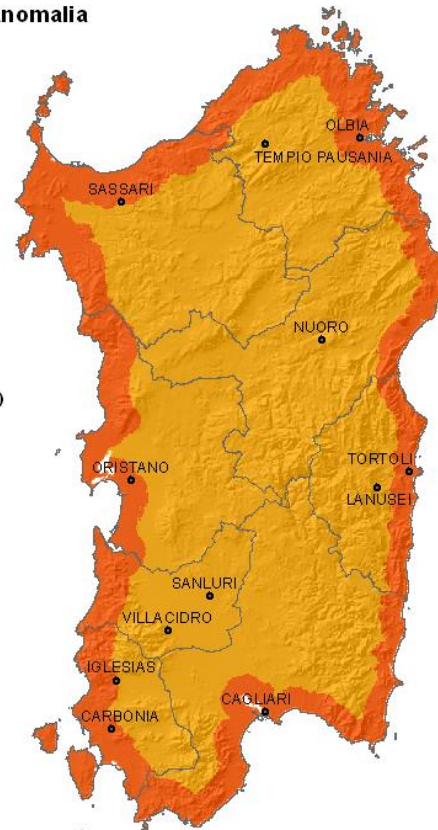 nomalia
OLBIA
TEMPIO PAUSANIA
SASSARI
NUORO
)
ORISTANO
TORTOLI
LANUSEI
SANLURI
VILLACIDRO
IGLESIAS
CAGLIARI
CARBONIA